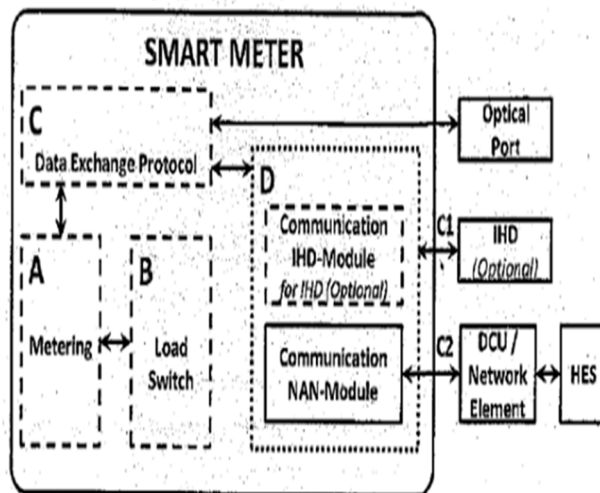 SMART METER
C
Data Exchange Protocol
Optical
Port
D
Communication
IHD-Module
for IHD (Optional)
C1
IHD
(Optional)
A
Metering
B
Load
Switch
Communication
NAN-Module
C2
DCU /
Network
Element
HES